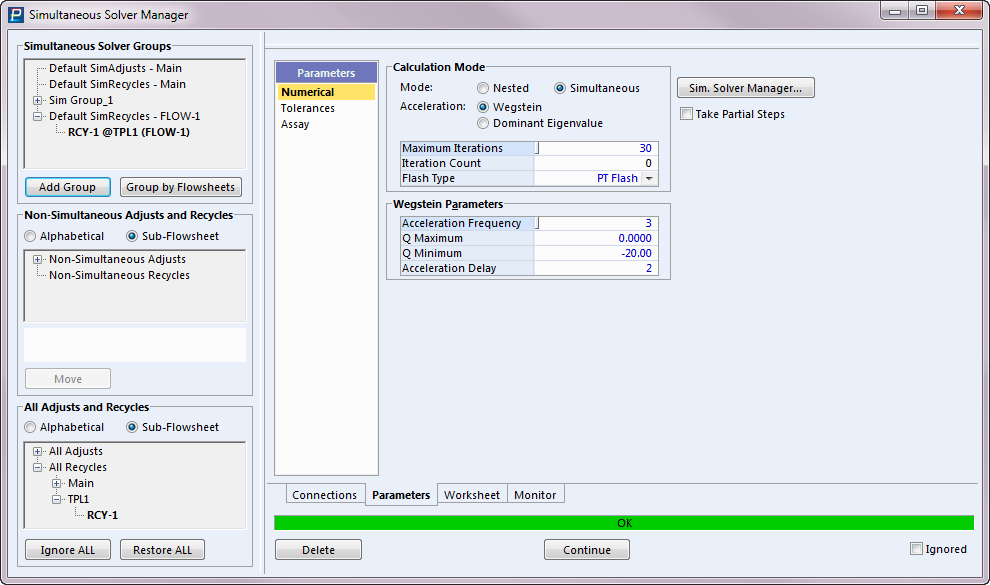 Simultaneous Solver Manager
Simultaneous Solver Groups
Default SimAdjusts - Main
Default SimRecycles - Main
Sim Group_1
Default SimRecycles - FLOW-1
RCY-1 @TPL1 (FLOW-1)
Add Group
Group by Flowsheets
Non-Simultaneous Adjusts and Recycles
Alphabetical
Sub-Flowsheet
Non-Simultaneous Adjusts
Non-Simultaneous Recycles
Move
All Adjusts and Recycles
Alphabetical
Sub-Flowsheet
All Adjusts
All Recycles
Main
TPL1
RCY-1
Ignore ALL
Restore ALL
Parameters
Numerical
Tolerances
Assay
Calculation Mode
Mode:
Nested
Simultaneous
Acceleration:
Wegstein
Dominant Eigenvalue
Maximum Iterations 30
Iteration Count 0
Flash Type PT Flash
Wegstein Parameters
Acceleration Frequency 3
Q Maximum 0.0000
Q Minimum -20.00
Acceleration Delay 2
Sim. Solver Manager...
Take Partial Steps
Connections
Parameters
Worksheet
Monitor
OK
Delete
Continue
Ignored